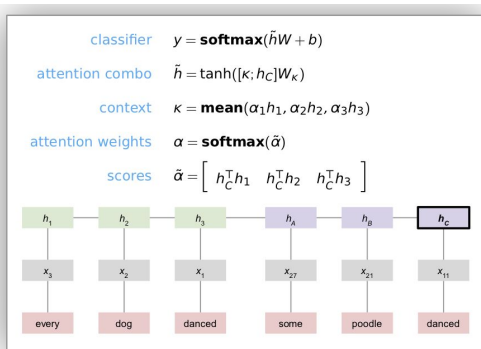 classifier y = softmax(h̃W + b)
attention combo h̃ = tanh([κ; h_C]W_κ)
context κ = mean(α₁h₁, α₂h₂, α₃h₃)
attention weights α = softmax(α̃)
scores α̃ = [ h_C^⊤h₁ h_C^⊤h₂ h_C^⊤h₃ ]
h₁ h₂ h₃ h_A h_B h_C
x₃ x₂ x₁ x₂₇ x₂₁ x₁₁
every dog danced some poodle danced